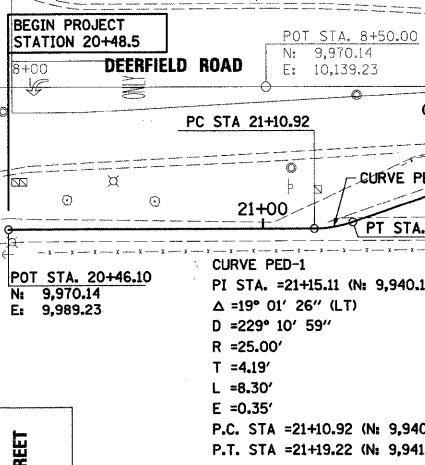 BEGIN PROJECT
STATION 20+48.5
POT STA. 8+50.00
N: 9,970.14
E: 10,139.23
8+00
DEERFIELD ROAD
ONLY
PC STA 21+10.92
CURVE PE
21+00
PT STA.
POT STA. 20+46.10
N: 9,970.14
E: 9,989.23
CURVE PED-1
PI STA. =21+15.11 (N: 9,940.1
Δ =19° 01' 26" (LT)
D =229° 10' 59"
R =25.00'
T =4.19'
L =8.30'
E =0.35'
P.C. STA =21+10.92 (N: 9,940
P.T. STA =21+19.22 (N: 9,941
REET